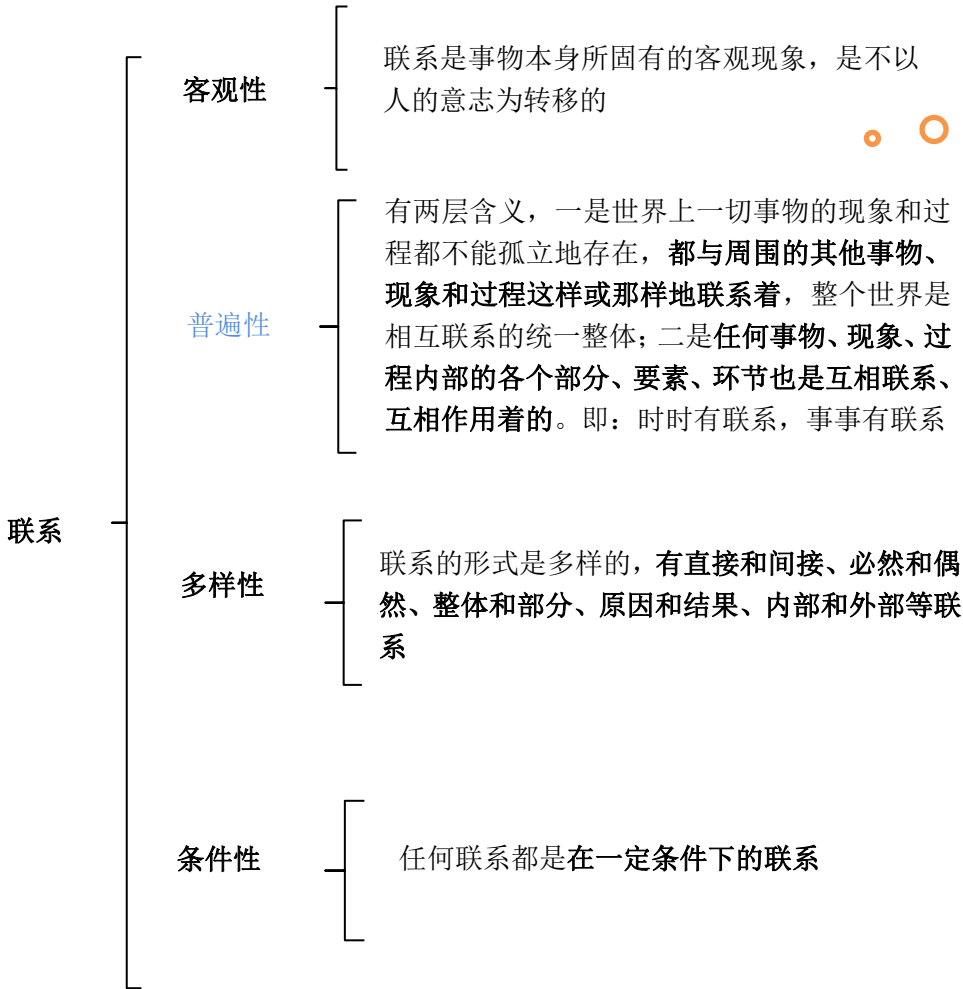 联系
客观性
联系是事物本身所固有的客观现象，是不以
人的意志为转移的
普遍性
有两层含义，一是世界上一切事物的现象和过
程都不能孤立地存在，都与周围的其他事物、
现象和过程这样或那样地联系着，整个世界是
相互联系的统一整体；二是任何事物、现象、过
程内部的各个部分、要素、环节也是互相联系、
互相作用着的。即：时时有联系，事事有联系
多样性
联系的形式是多样的，有直接和间接、必然和偶
然、整体和部分、原因和结果、内部和外部等联
系
条件性
任何联系都是在一定条件下的联系